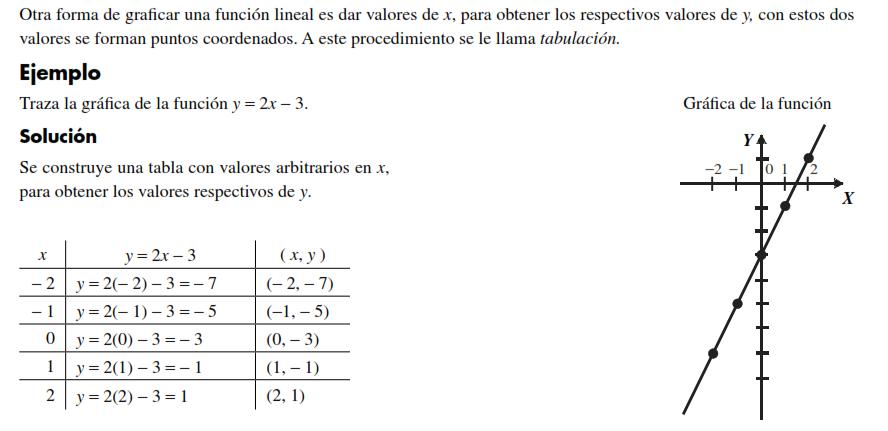 Otra forma de graficar una función lineal es dar valores de x, para obtener los respectivos valores de y, con estos dos
valores se forman puntos coordenados. A este procedimiento se le llama tabulación.
Ejemplo
Traza la gráfica de la función y = 2x – 3.
Solución
Se construye una tabla con valores arbitrarios en x,
para obtener los valores respectivos de y.
x y = 2x – 3 ( x, y )
– 2 y = 2(– 2) – 3 = – 7 (– 2, – 7)
– 1 y = 2(– 1) – 3 = – 5 (–1, – 5)
0 y = 2(0) – 3 = – 3 (0, – 3)
1 y = 2(1) – 3 = – 1 (1, – 1)
2 y = 2(2) – 3 = 1 (2, 1)
Gráfica de la función
Y
–2 –1 0 1 2
X